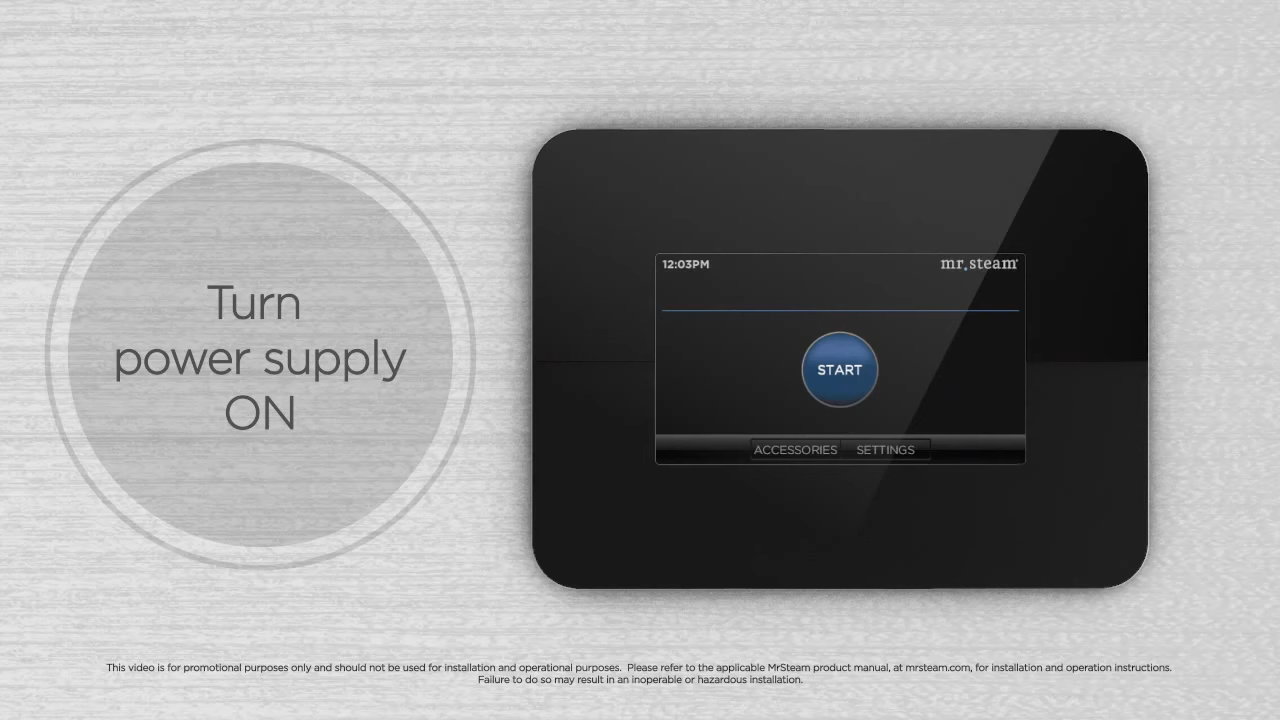 Turn
power supply
ON
12:03PM
mr.steam®
START
ACCESSORIES SETTINGS
This video is for promotional purposes only and should not be used for installation and operational purposes.  Please refer to the applicable MrSteam product manual, at mrsteam.com, for installation and operation instructions.
Failure to do so may result in an inoperable or hazardous installation.